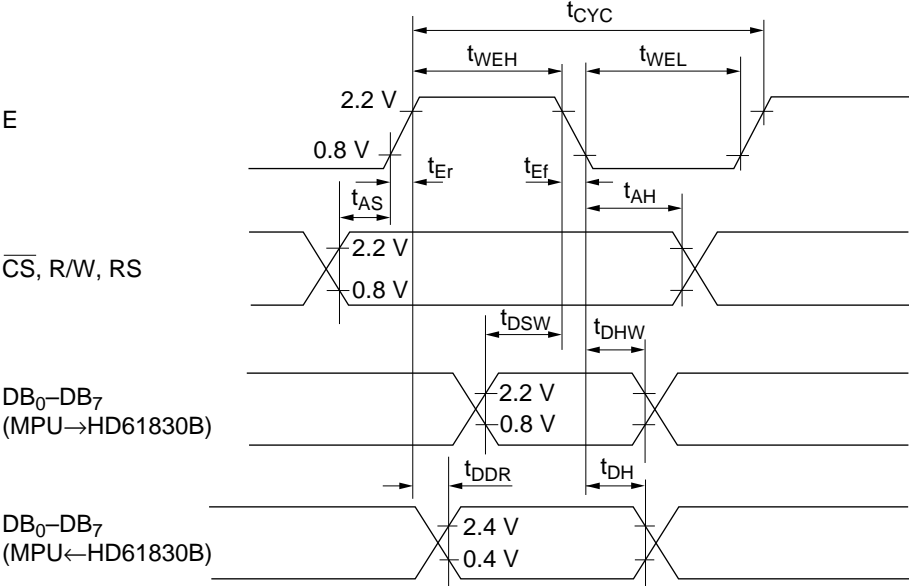 tCYC
tWEH
tWEL
2.2 V
E
0.8 V
tEr
tEf
tAS
tAH
2.2 V
CS, R/W, RS
0.8 V
tDSW
tDHW
DB0–DB7
2.2 V
(MPU→HD61830B)
0.8 V
tDDR
tDH
DB0–DB7
2.4 V
(MPU←HD61830B)
0.4 V